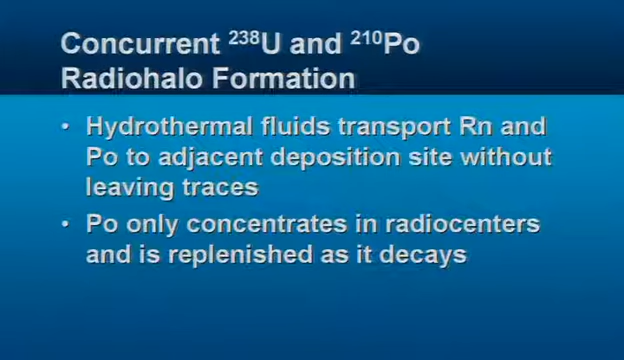 Concurrent ²³⁸U and ²¹⁰Po
Radiohalo Formation
• Hydrothermal fluids transport Rn and
Po to adjacent deposition site without
leaving traces
• Po only concentrates in radiocenters
and is replenished as it decays